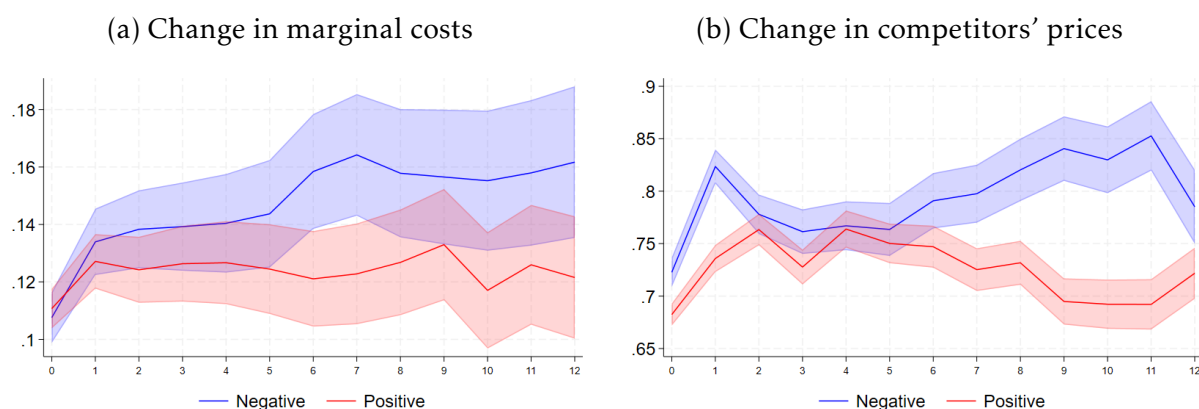 (a) Change in marginal costs
.18
.16
.14
.12
.1
0 1 2 3 4 5 6 7 8 9 10 11 12
Negative Positive
(b) Change in competitors' prices
.9
.85
.8
.75
.7
.65
0 1 2 3 4 5 6 7 8 9 10 11 12
Negative Positive